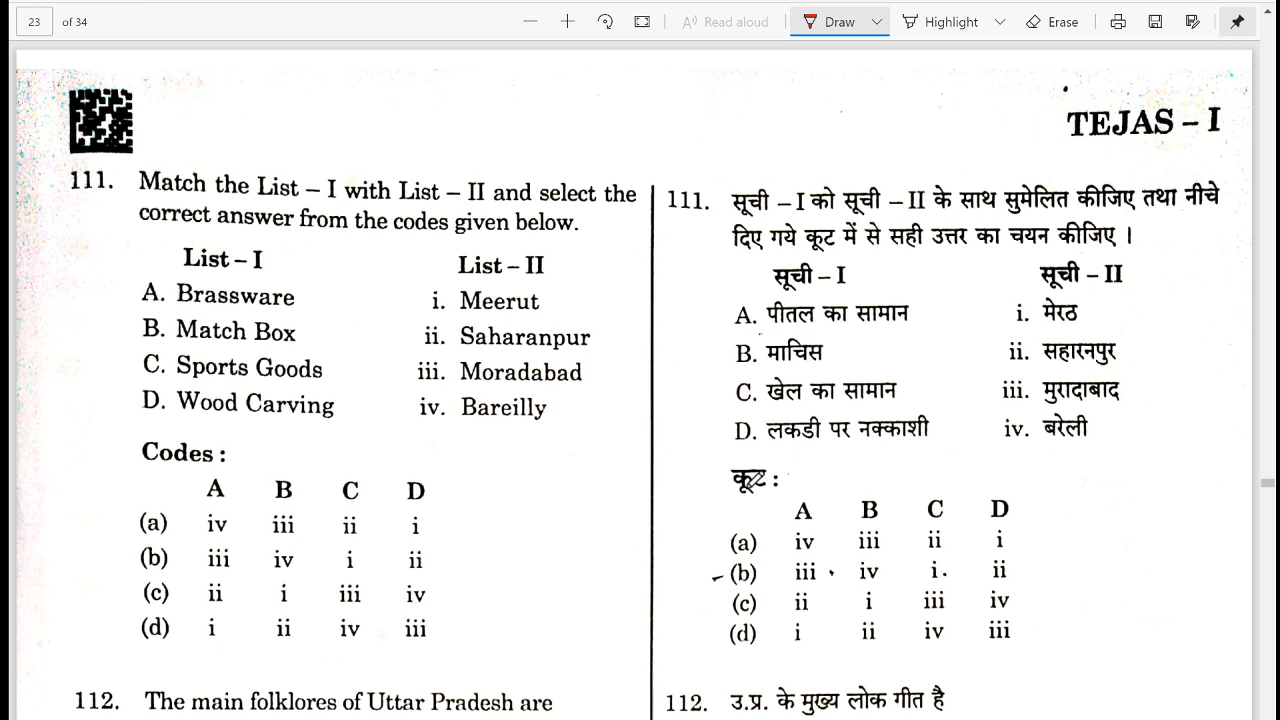 23 of 34 Read aloud Draw Highlight Erase
TEJAS – I
111. Match the List – I with List – II and select the
correct answer from the codes given below.
List – I List – II
A. Brassware i. Meerut
B. Match Box ii. Saharanpur
C. Sports Goods iii. Moradabad
D. Wood Carving iv. Bareilly
Codes :
A B C D
(a) iv iii ii i
(b) iii iv i ii
(c) ii i iii iv
(d) i ii iv iii
112. The main folklores of Uttar Pradesh are
111. सूची – I को सूची – II के साथ सुमेलित कीजिए तथा नीचे
दिए गये कूट में से सही उत्तर का चयन कीजिए ।
सूची – I सूची – II
A. पीतल का सामान i. मेरठ
B. माचिस ii. सहारनपुर
C. खेल का सामान iii. मुरादाबाद
D. लकडी पर नक्काशी iv. बरेली
कूट :
A B C D
(a) iv iii ii i
(b) iii iv i ii
(c) ii i iii iv
(d) i ii iv iii
112. उ.प्र. के मुख्य लोक गीत है